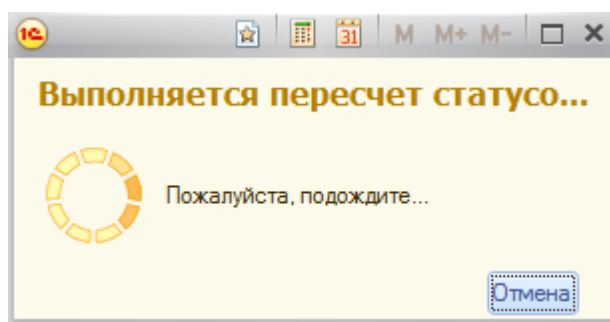 1С 31 M M+ M-
Выполняется пересчет статусо...
Пожалуйста, подождите...
Отмена